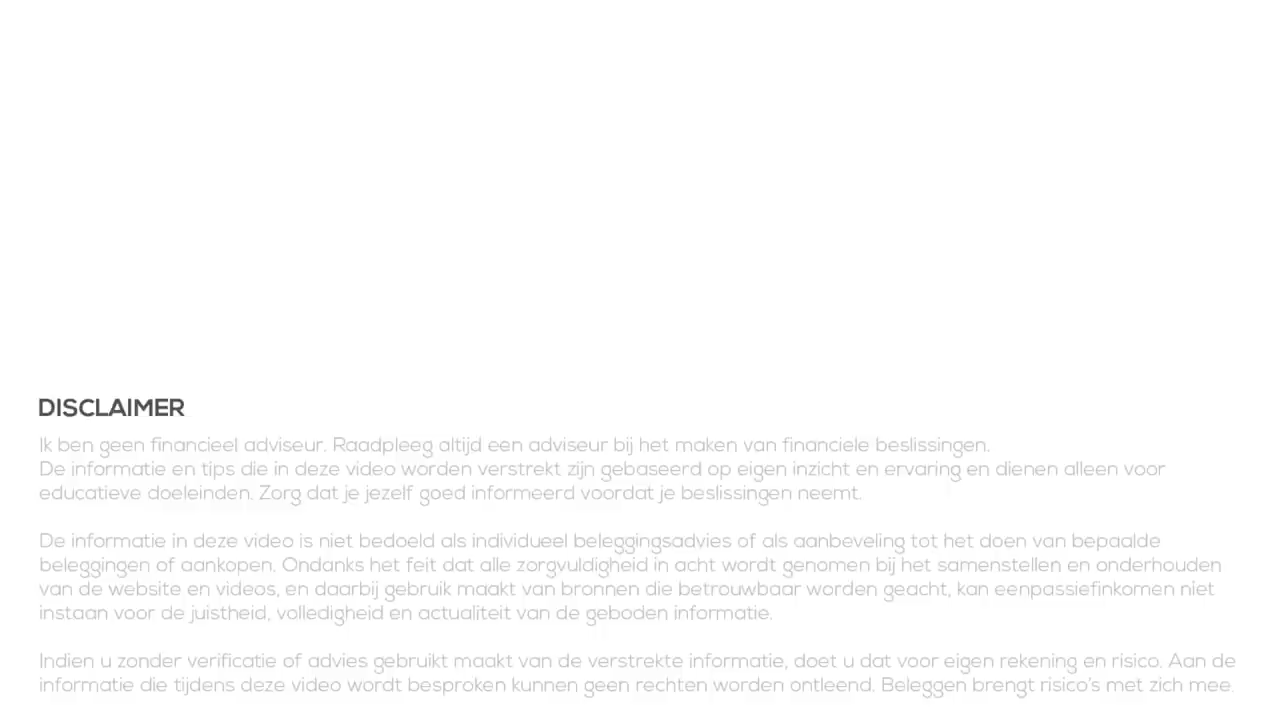 DISCLAIMER
Ik ben geen financieel adviseur. Raadpleeg altijd een adviseur bij het maken van financiele beslissingen.
De informatie en tips die in deze video worden verstrekt zijn gebaseerd op eigen inzicht en ervaring en dienen alleen voor
educatieve doeleinden. Zorg dat je jezelf goed informeerd voordat je beslissingen neemt.
De informatie in deze video is niet bedoeld als individueel beleggingsadvies of als aanbeveling tot het doen van bepaalde
beleggingen of aankopen. Ondanks het feit dat alle zorgvuldigheid in acht wordt genomen bij het samenstellen en onderhouden
van de website en videos, en daarbij gebruik maakt van bronnen die betrouwbaar worden geacht, kan eenpassiefinkomen niet
instaan voor de juistheid, volledigheid en actualiteit van de geboden informatie.
Indien u zonder verificatie of advies gebruikt maakt van de verstrekte informatie, doet u dat voor eigen rekening en risico. Aan de
informatie die tijdens deze video wordt besproken kunnen geen rechten worden ontleend. Beleggen brengt risico's met zich mee.